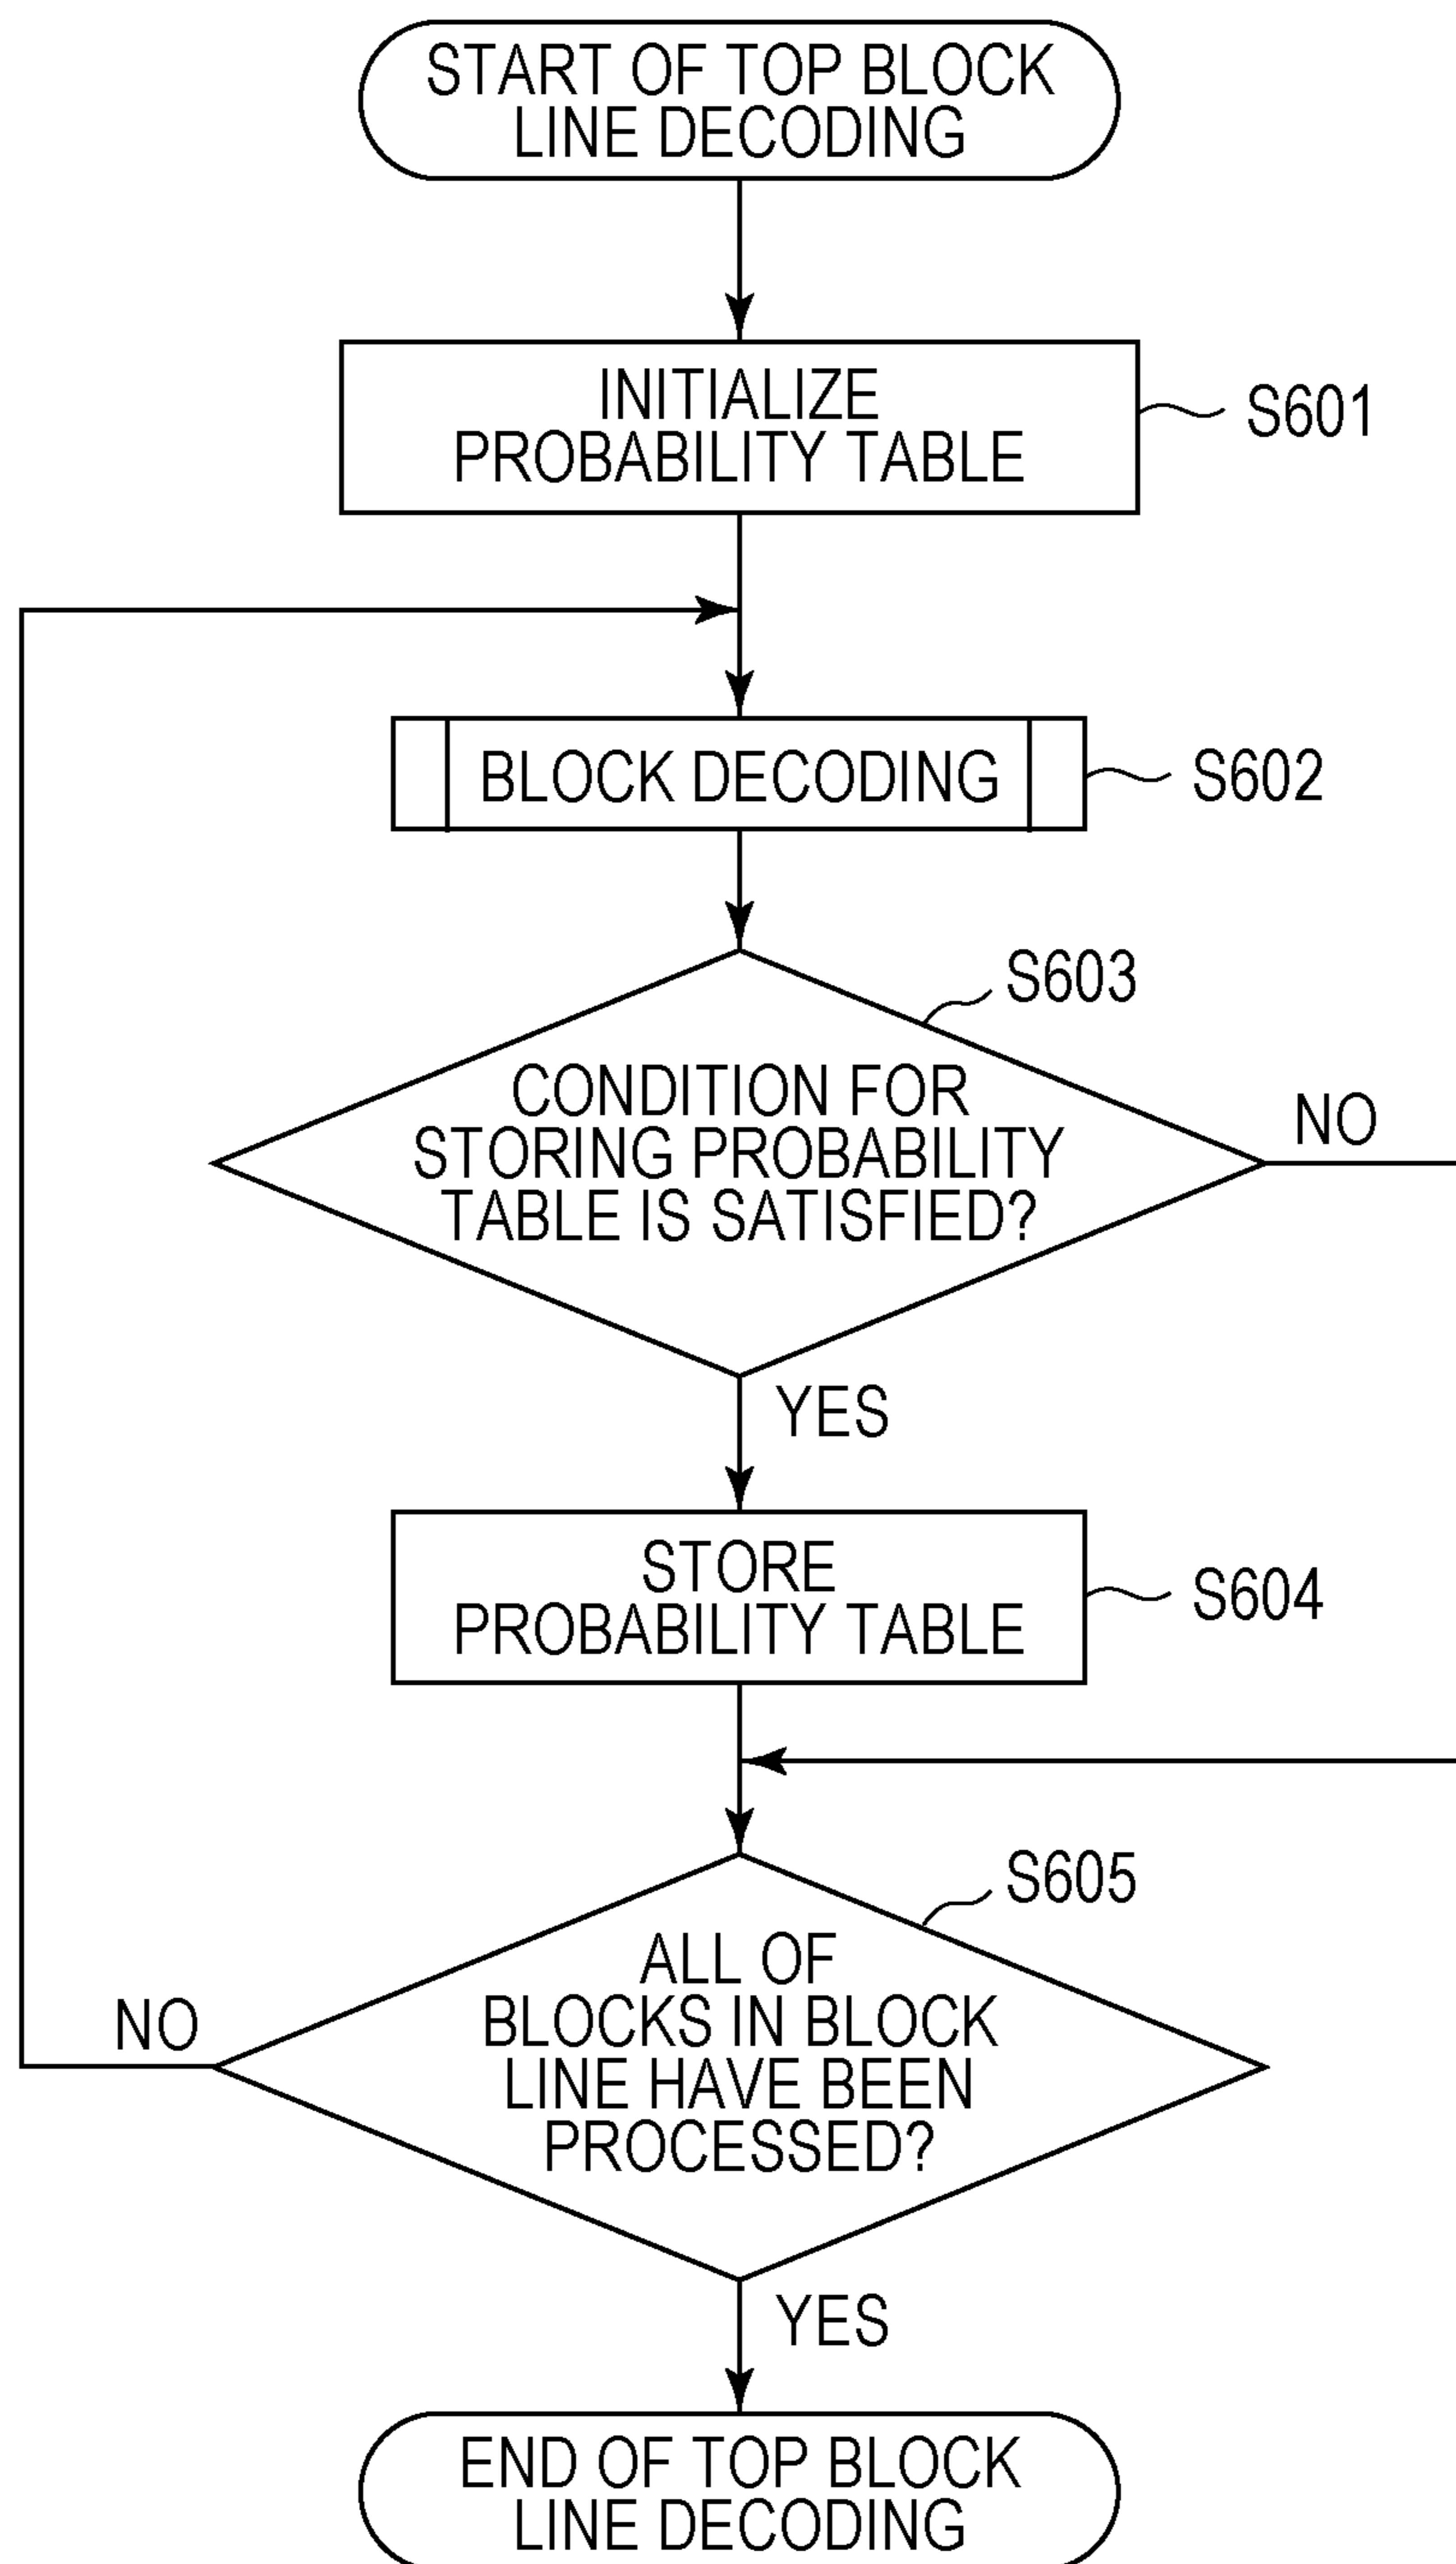 START OF TOP BLOCK
LINE DECODING
INITIALIZE
PROBABILITY TABLE
S601
BLOCK DECODING
S602
S603
CONDITION FOR
STORING PROBABILITY
TABLE IS SATISFIED?
NO
YES
STORE
PROBABILITY TABLE
S604
S605
ALL OF
BLOCKS IN BLOCK
LINE HAVE BEEN
PROCESSED?
NO
YES
END OF TOP BLOCK
LINE DECODING